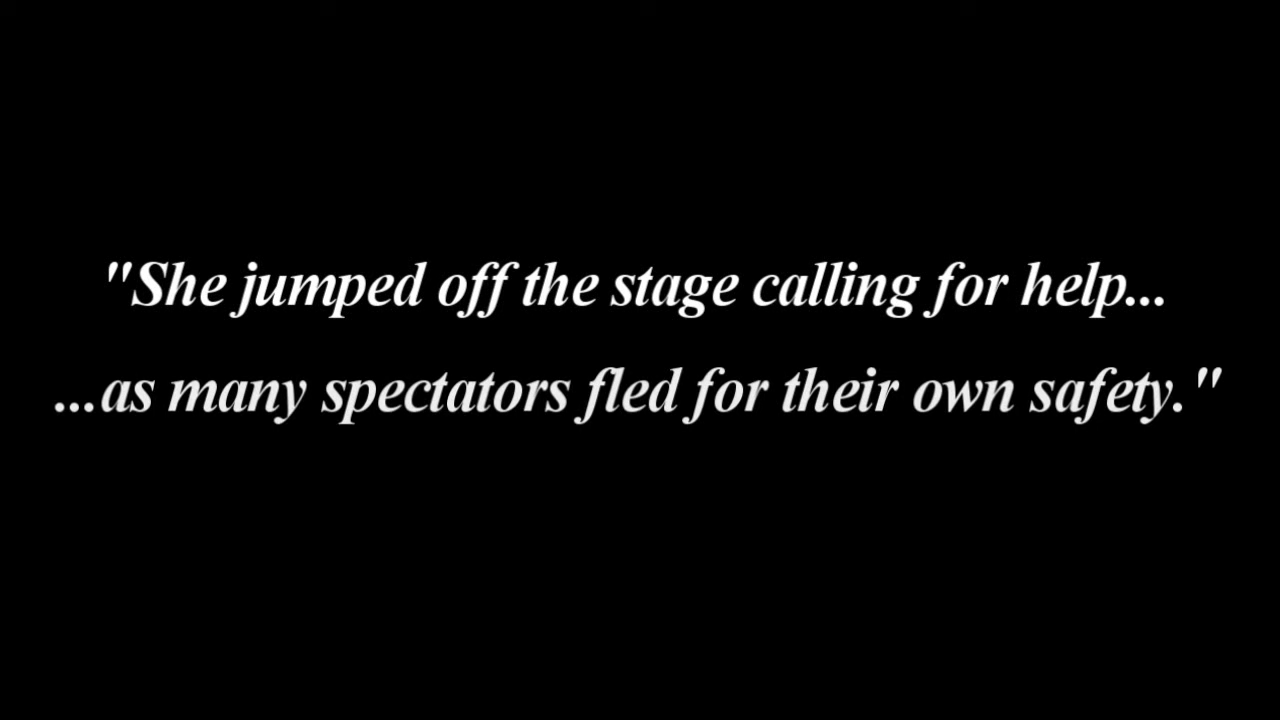 "She jumped off the stage calling for help...
...as many spectators fled for their own safety."